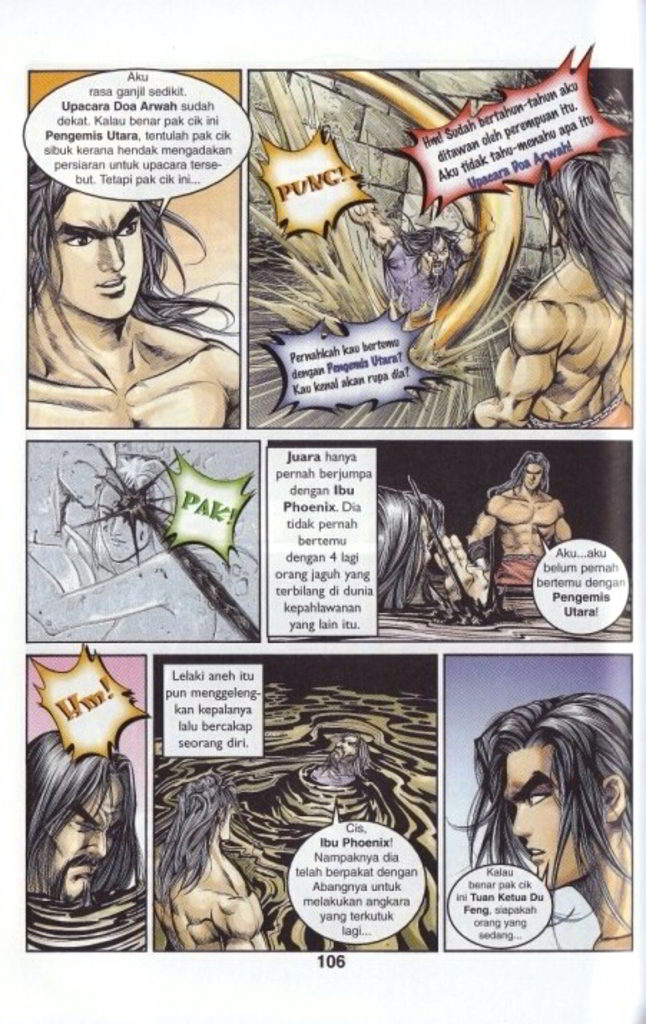 Aku
rasa ganjil sedikit.
Upacara Doa Arwah sudah
dekat. Kalau benar pak cik ini
Pengemis Utara, tentulah pak cik
sibuk kerana hendak mengadakan
persiaran untuk upacara terse-
but. Tetapi pak cik ini...
PUNG!
Hm! Sudah bertahun-tahun aku
ditawan oleh perempuan itu.
Aku tidak tahu-menahu apa itu
Upacara Doa Arwah!
Pernahkah kau bertemu
dengan Pengemis Utara?
Kau kenal akan rupa dia?
PAK!
Juara hanya
pernah berjumpa
dengan Ibu
Phoenix. Dia
tidak pernah
bertemu
dengan 4 lagi
orang jaguh yang
terbilang di dunia
kepahlawanan
yang lain itu.
Aku...aku
belum pernah
bertemu dengan
Pengemis
Utara!
Hm!
Lelaki aneh itu
pun menggeleng-
kan kepalanya
lalu bercakap
seorang diri.
Cis,
Ibu Phoenix!
Nampaknya dia
telah berpakat dengan
Abangnya untuk
melakukan angkara
yang terkutuk
lagi...
Kalau
benar pak cik
ini Tuan Ketua Du
Feng, siapakah
orang yang
sedang...
106